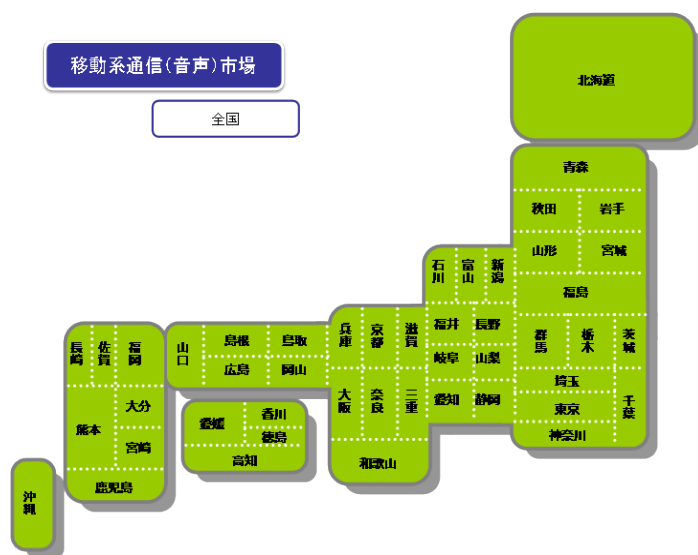 移動系通信(音声)市場
全国
北海道
青森
秋田 岩手
山形 宮城
福島
石川 富山 新潟
福井 長野
岐阜 山梨
愛知 静岡
群馬 栃木 茨城
埼玉
東京
千葉
神奈川
兵庫 京都 滋賀
大阪 奈良 三重
和歌山
山口
島根 鳥取
広島 岡山
愛媛 香川
徳島
高知
長崎 佐賀 福岡
熊本 大分
宮崎
鹿児島
沖縄